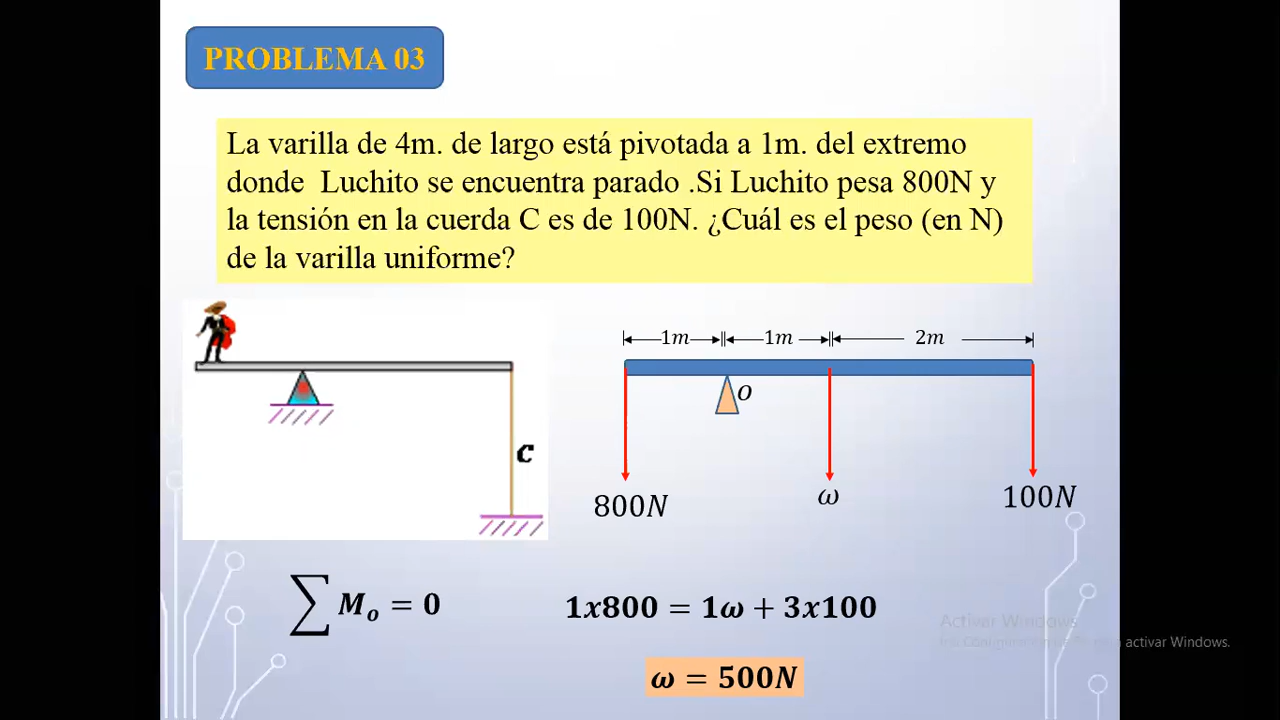 PROBLEMA 03
La varilla de 4m. de largo está pivotada a 1m. del extremo
donde Luchito se encuentra parado .Si Luchito pesa 800N y
la tensión en la cuerda C es de 100N. ¿Cuál es el peso (en N)
de la varilla uniforme?
1m 1m 2m
o
C
800N ω 100N
∑ Mₒ = 0
1x800 = 1ω + 3x100
Activar Windows
activar Windows.
ω = 500N